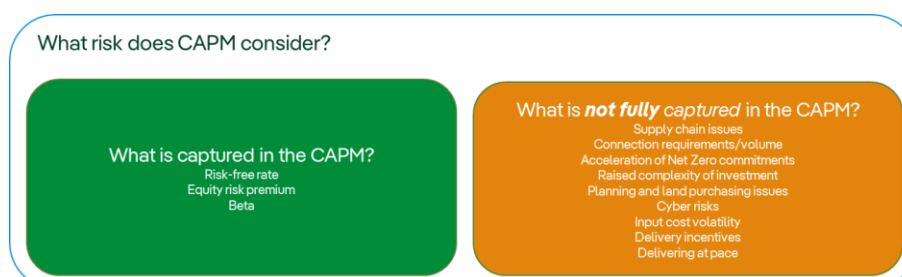 What risk does CAPM consider?
What is captured in the CAPM?
Risk-free rate
Equity risk premium
Beta
What is not fully captured in the CAPM?
Supply chain issues
Connection requirements/volume
Acceleration of Net Zero commitments
Raised complexity of investment
Planning and land purchasing issues
Cyber risks
Input cost volatility
Delivery incentives
Delivering at pace